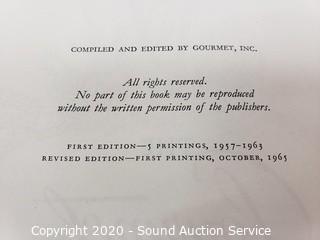 COMPILED AND EDITED BY GOURMET, INC.
All rights reserved.
No part of this book may be reproduced
without the written permission of the publishers.
FIRST EDITION—5 PRINTINGS, 1957–1963
REVISED EDITION—FIRST PRINTING, OCTOBER, 1965
Copyright 2020 - Sound Auction Service